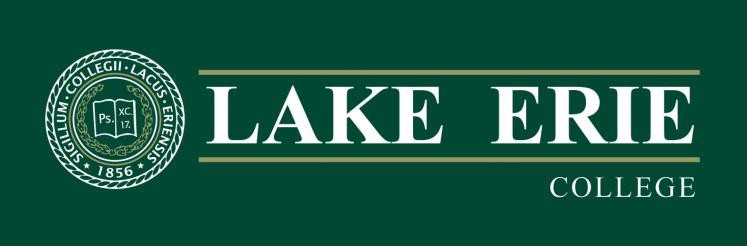 SIGILLUM · COLLEGII · LACUS · ERIENSIS
★ 1856 ★
Ps. XC.
17.
LAKE ERIE
COLLEGE